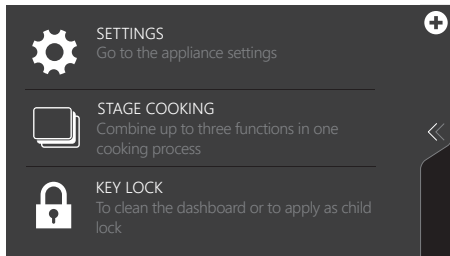 SETTINGS
Go to the appliance settings
STAGE COOKING
Combine up to three functions in one
cooking process
KEY LOCK
To clean the dashboard or to apply as child
lock